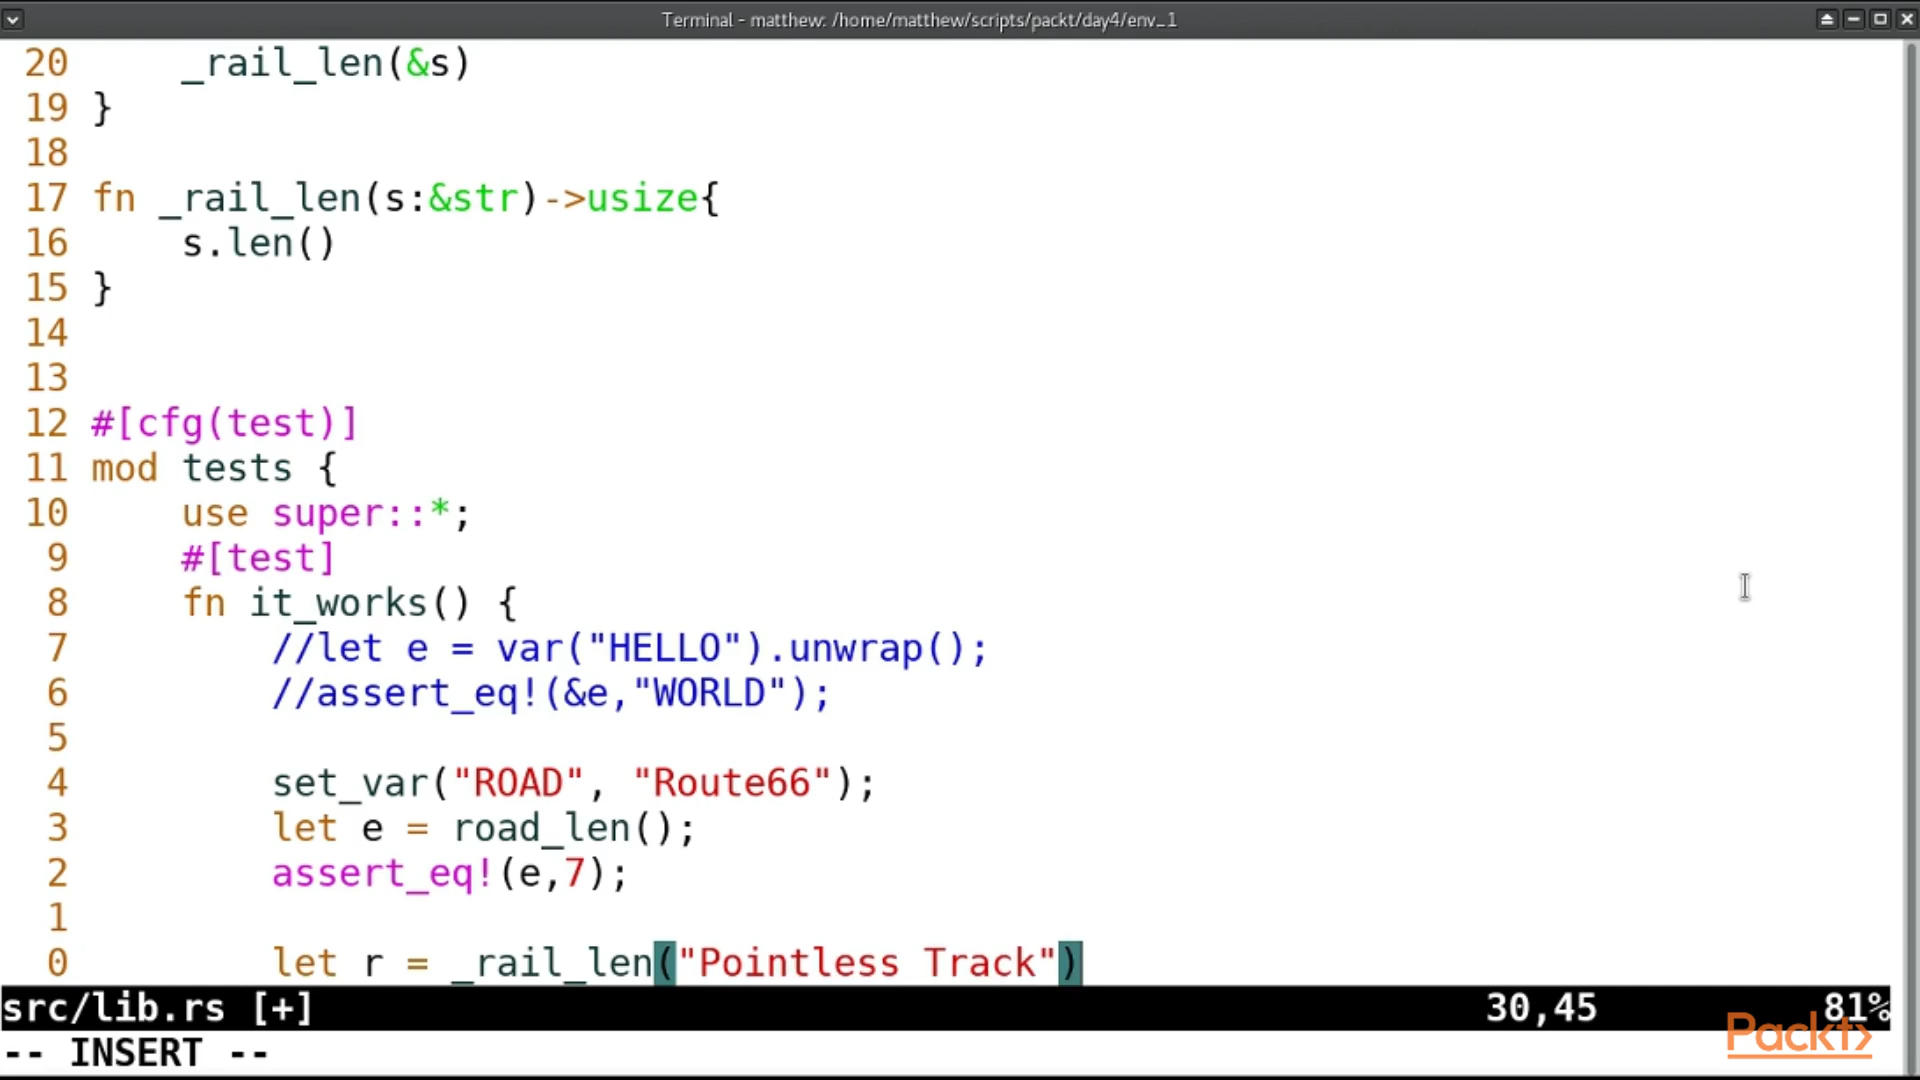 Terminal - matthew: /home/matthew/scripts/packt/day4/env_1
20     _rail_len(&s)
19 }
18
17 fn _rail_len(s:&str)->usize{
16     s.len()
15 }
14
13
12 #[cfg(test)]
11 mod tests {
10     use super::*;
9     #[test]
8     fn it_works() {
7         //let e = var("HELLO").unwrap();
6         //assert_eq!(&e,"WORLD");
5
4         set_var("ROAD", "Route66");
3         let e = road_len();
2         assert_eq!(e,7);
1
0         let r = _rail_len("Pointless Track")
src/lib.rs [+] 30,45 81%
Packt>
-- INSERT --